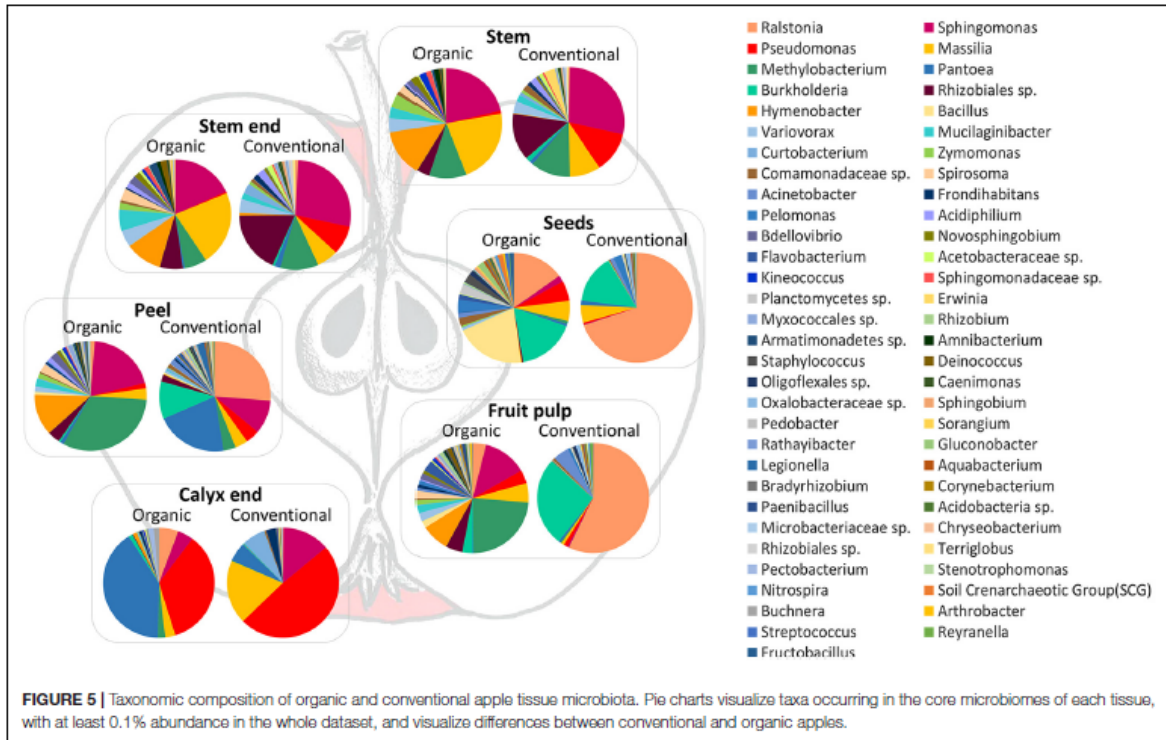 Stem
Organic
Conventional
Stem end
Organic
Conventional
Seeds
Organic
Conventional
Peel
Organic
Conventional
Fruit pulp
Organic
Conventional
Calyx end
Organic
Conventional
Ralstonia
Pseudomonas
Methylobacterium
Burkholderia
Hymenobacter
Variovorax
Curtobacterium
Comamonadaceae sp.
Acinetobacter
Pelomonas
Bdellovibrio
Flavobacterium
Kineococcus
Planctomycetes sp.
Myxococcales sp.
Armatimonadetes sp.
Staphylococcus
Oligoflexales sp.
Oxalobacteraceae sp.
Pedobacter
Rathayibacter
Legionella
Bradyrhizobium
Paenibacillus
Microbacteriaceae sp.
Rhizobiales sp.
Pectobacterium
Nitrospira
Buchnera
Streptococcus
Fructobacillus
Sphingomonas
Massilia
Pantoea
Rhizobiales sp.
Bacillus
Mucilaginibacter
Zymomonas
Spirosoma
Frondihabitans
Acidiphilium
Novosphingobium
Acetobacteraceae sp.
Sphingomonadaceae sp.
Erwinia
Rhizobium
Amnibacterium
Deinococcus
Caenimonas
Sphingobium
Sorangium
Gluconobacter
Aquabacterium
Corynebacterium
Acidobacteria sp.
Chryseobacterium
Terriglobus
Stenotrophomonas
Soil Crenarchaeotic Group(SCG)
Arthrobacter
Reyranella
FIGURE 5 | Taxonomic composition of organic and conventional apple tissue microbiota. Pie charts visualize taxa occurring in the core microbiomes of each tissue,
with at least 0.1% abundance in the whole dataset, and visualize differences between conventional and organic apples.